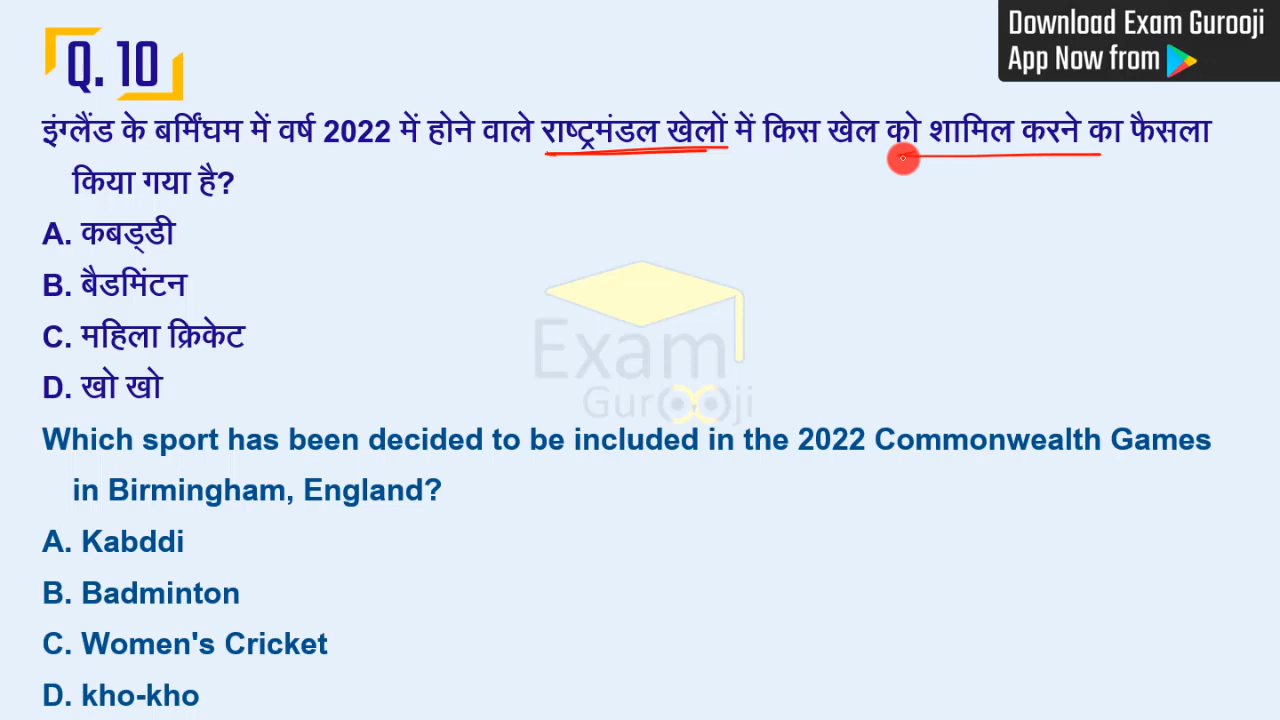 Download Exam Gurooji
App Now from
Q. 10
इंग्लैंड के बर्मिंघम में वर्ष 2022 में होने वाले राष्ट्रमंडल खेलों में किस खेल को शामिल करने का फैसला
किया गया है?
A. कबड्डी
B. बैडमिंटन
C. महिला क्रिकेट
D. खो खो
Exam
Gurooji
Which sport has been decided to be included in the 2022 Commonwealth Games
in Birmingham, England?
A. Kabddi
B. Badminton
C. Women's Cricket
D. kho-kho